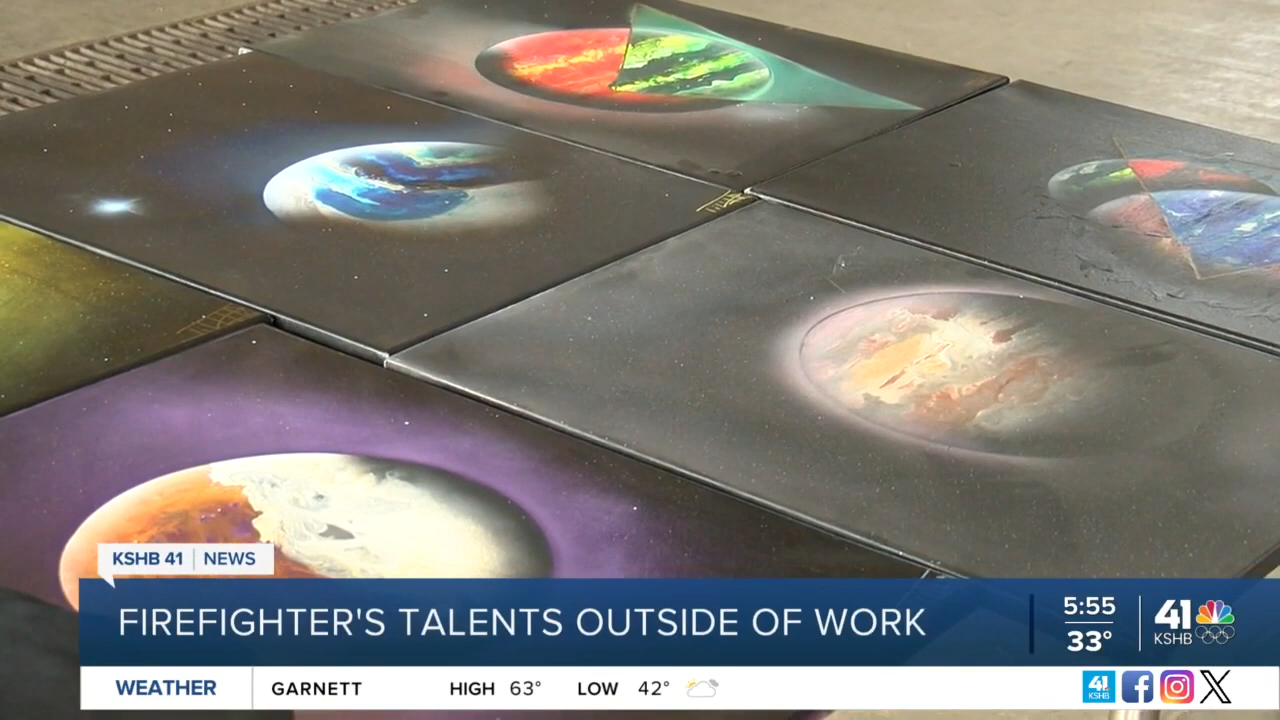 KSHB 41 | NEWS
FIREFIGHTER'S TALENTS OUTSIDE OF WORK
5:55
33°
41
KSHB
WEATHER
GARNETT HIGH 63° LOW 42°
41
KSHB